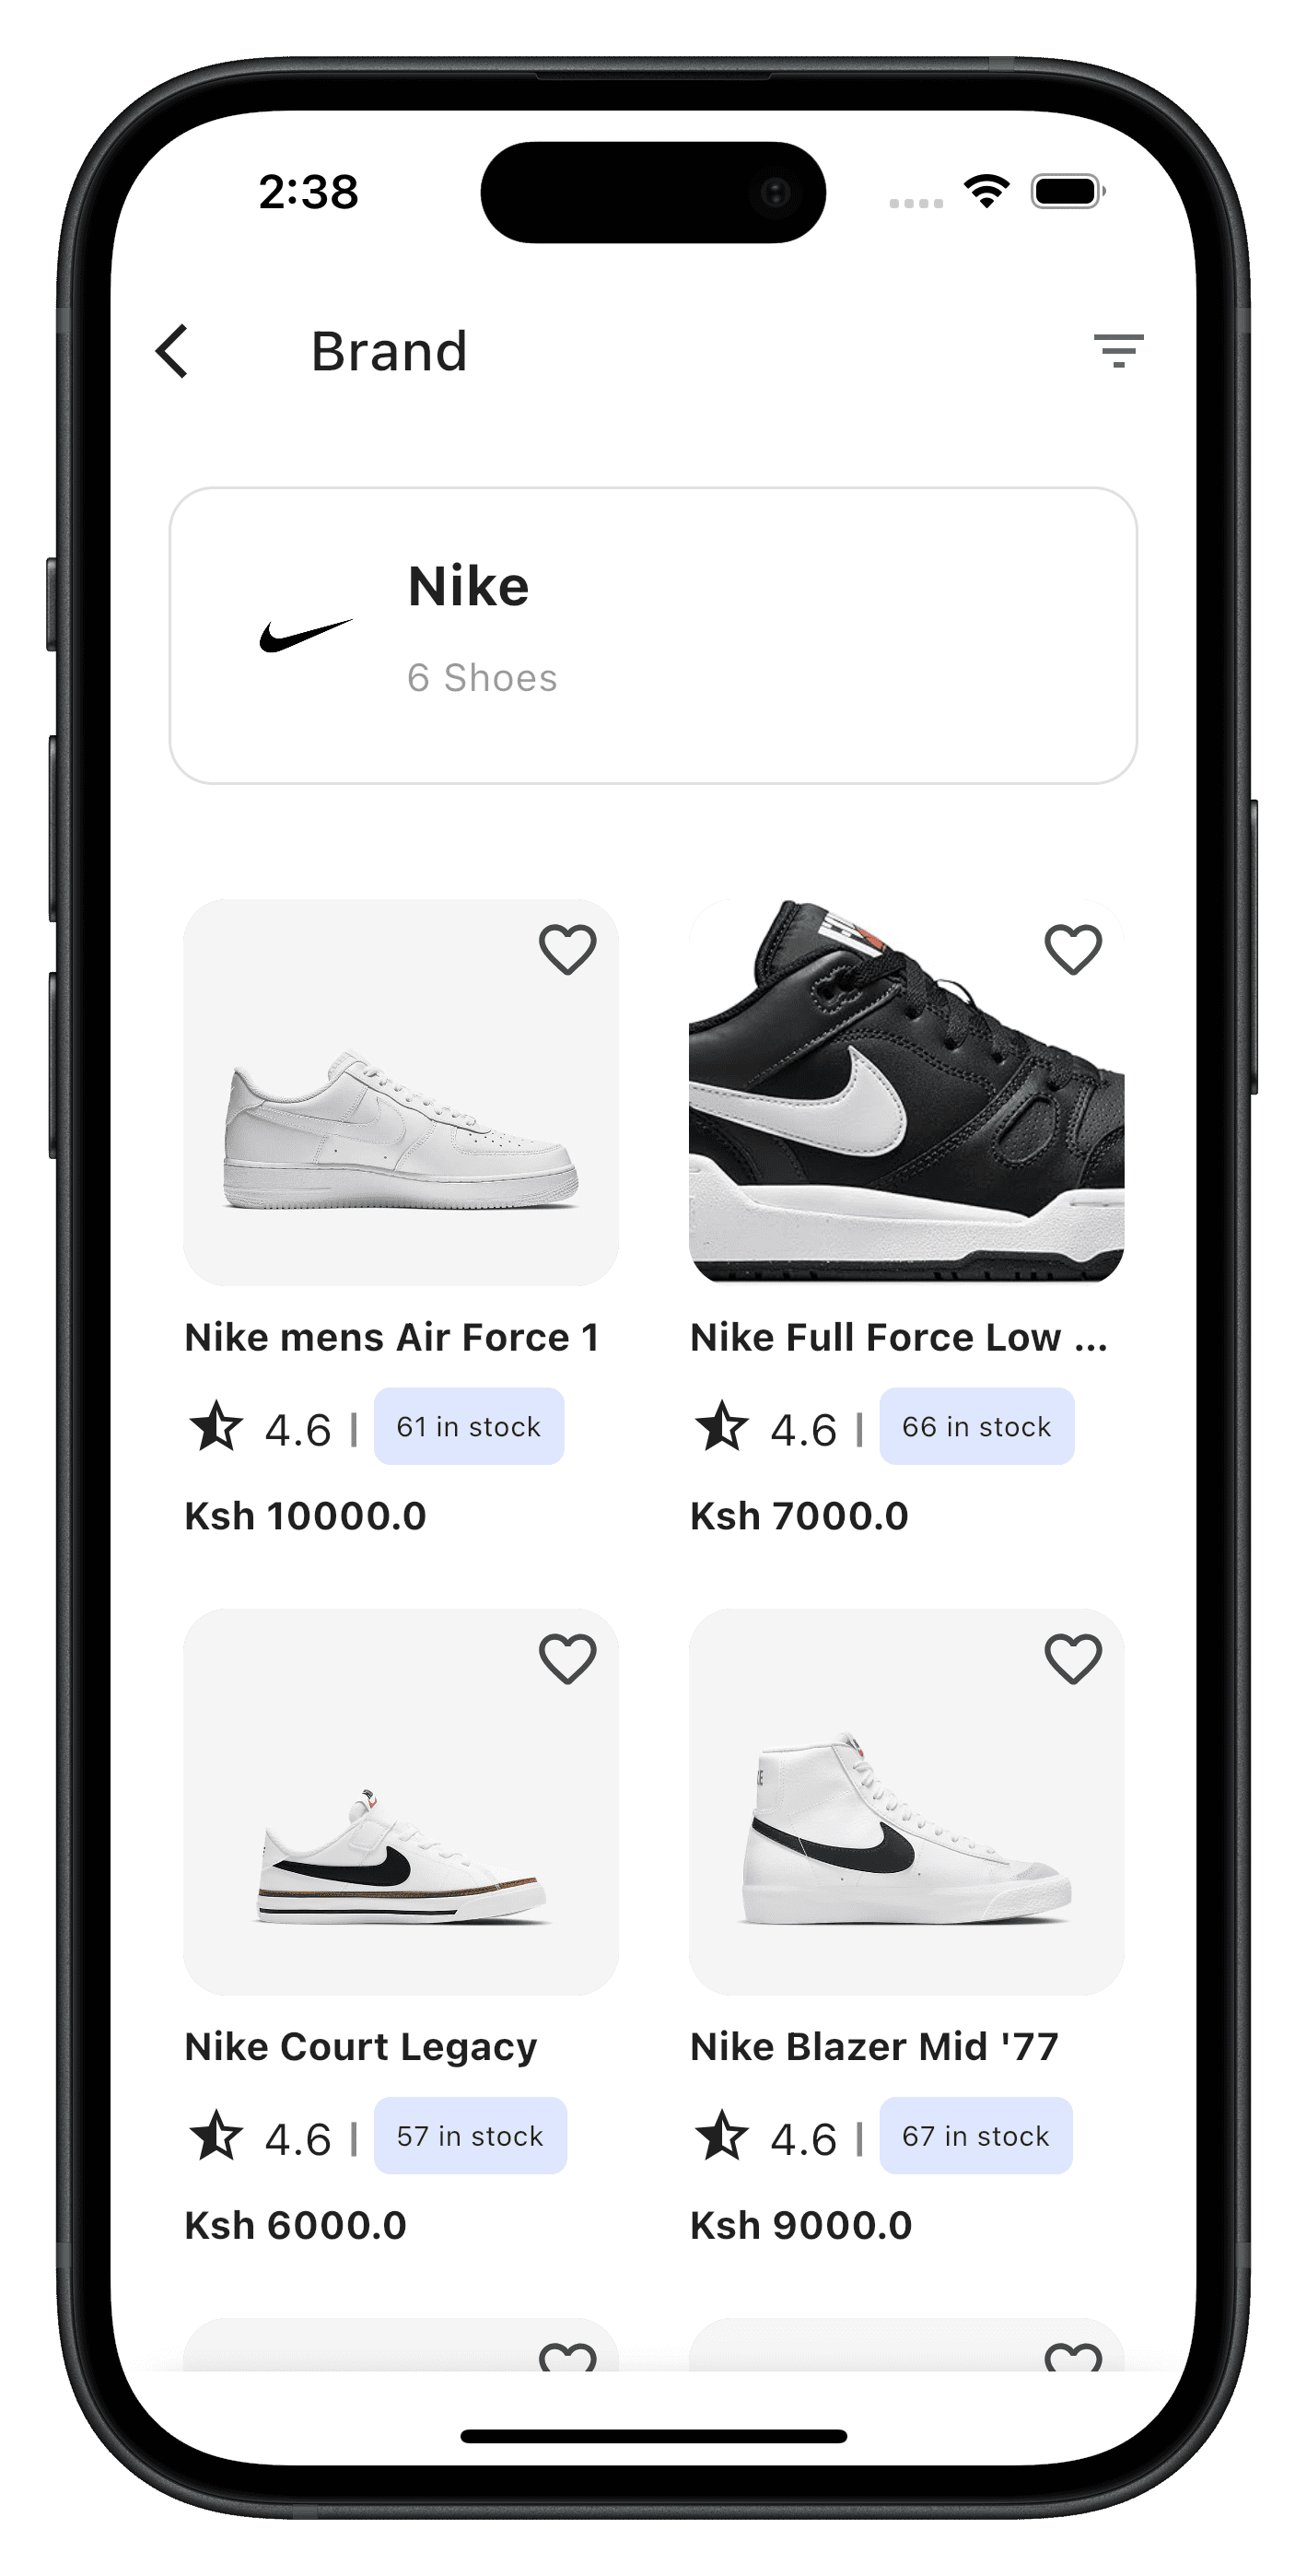 2:38
Brand
Nike
6 Shoes
Nike mens Air Force 1
Nike Full Force Low ...
4.6 | 61 in stock
4.6 | 66 in stock
Ksh 10000.0
Ksh 7000.0
Nike Court Legacy
Nike Blazer Mid '77
4.6 | 57 in stock
4.6 | 67 in stock
Ksh 6000.0
Ksh 9000.0